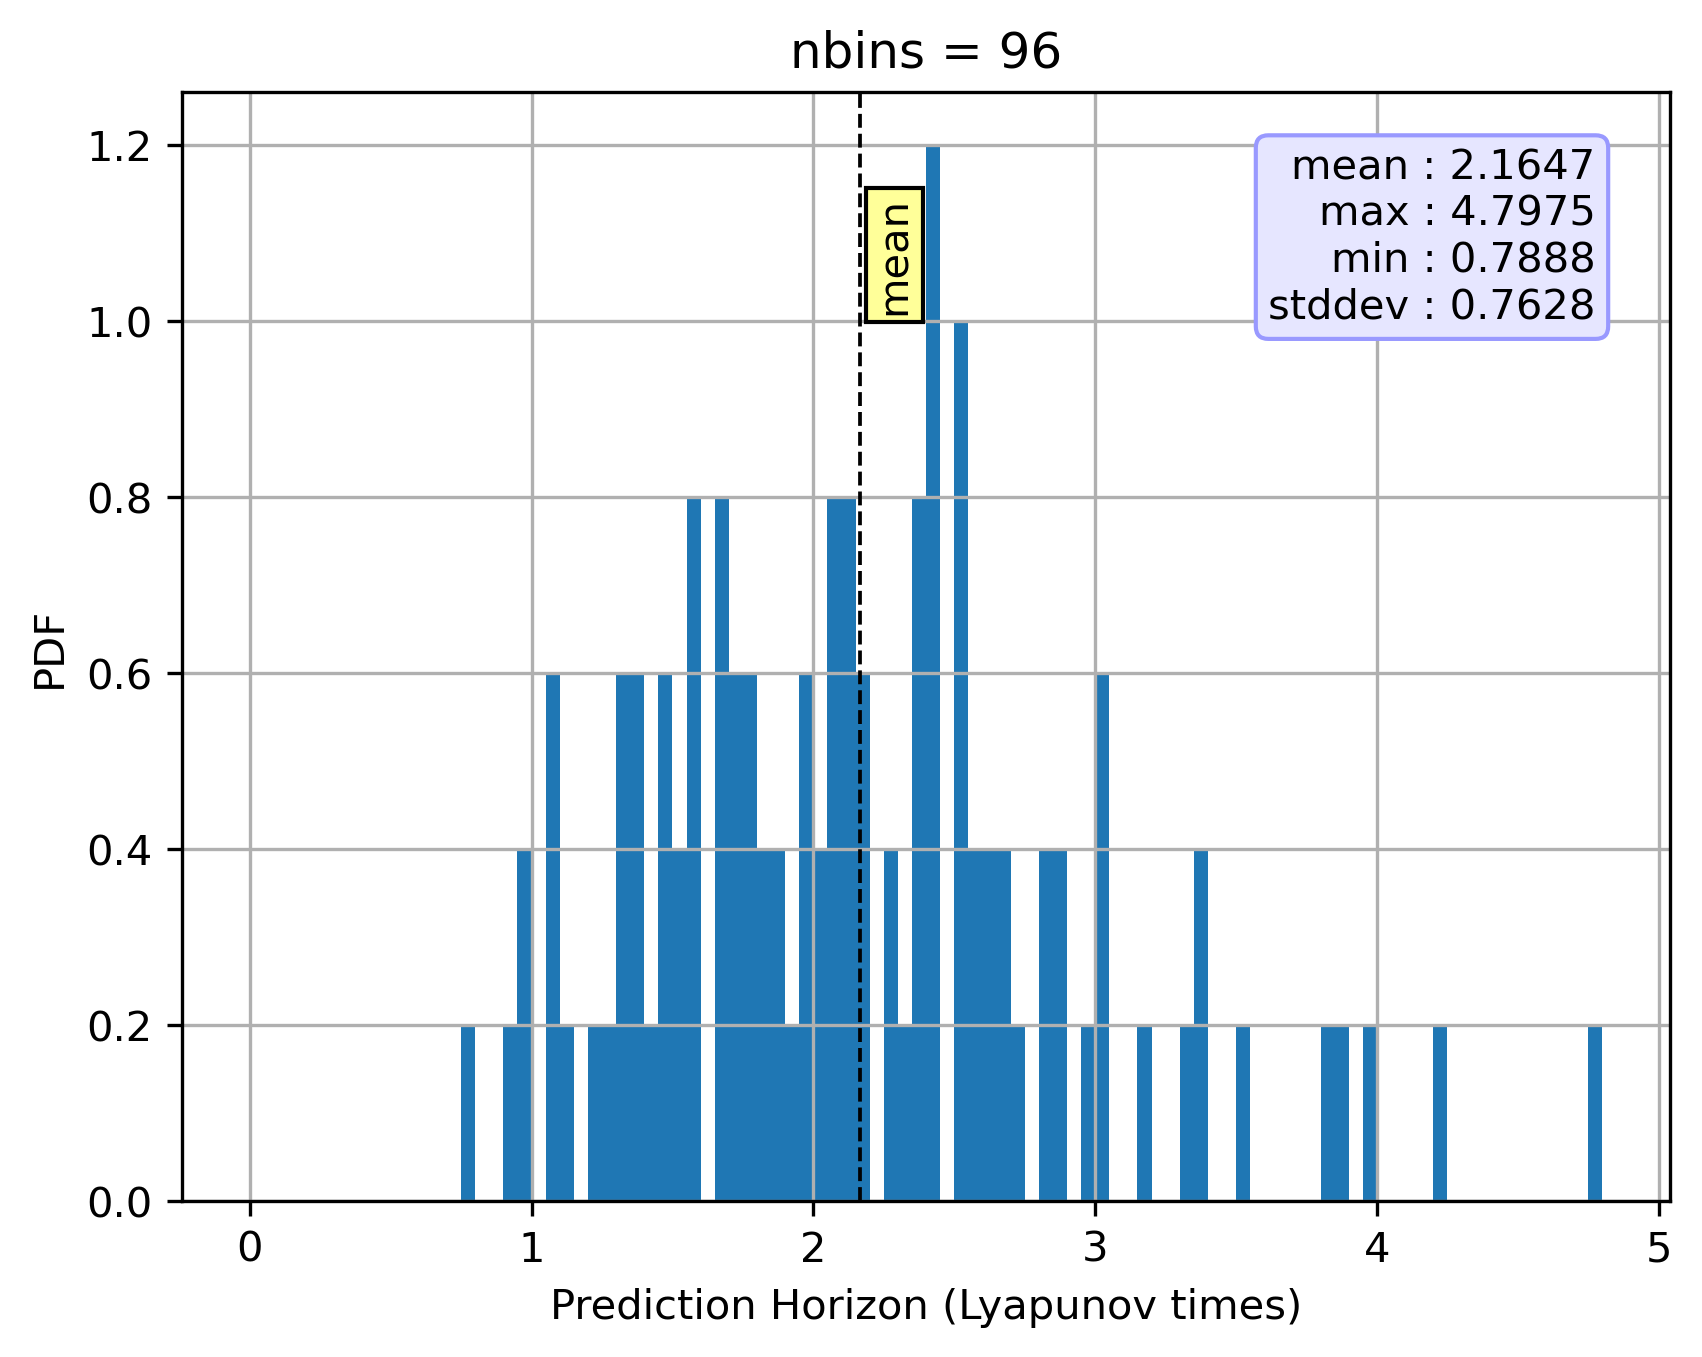 nbins = 96
1.2
1.0
0.8
0.6
0.4
0.2
0.0
PDF
mean
mean : 2.1647
max : 4.7975
min : 0.7888
stddev : 0.7628
0 1 2 3 4 5
Prediction Horizon (Lyapunov times)